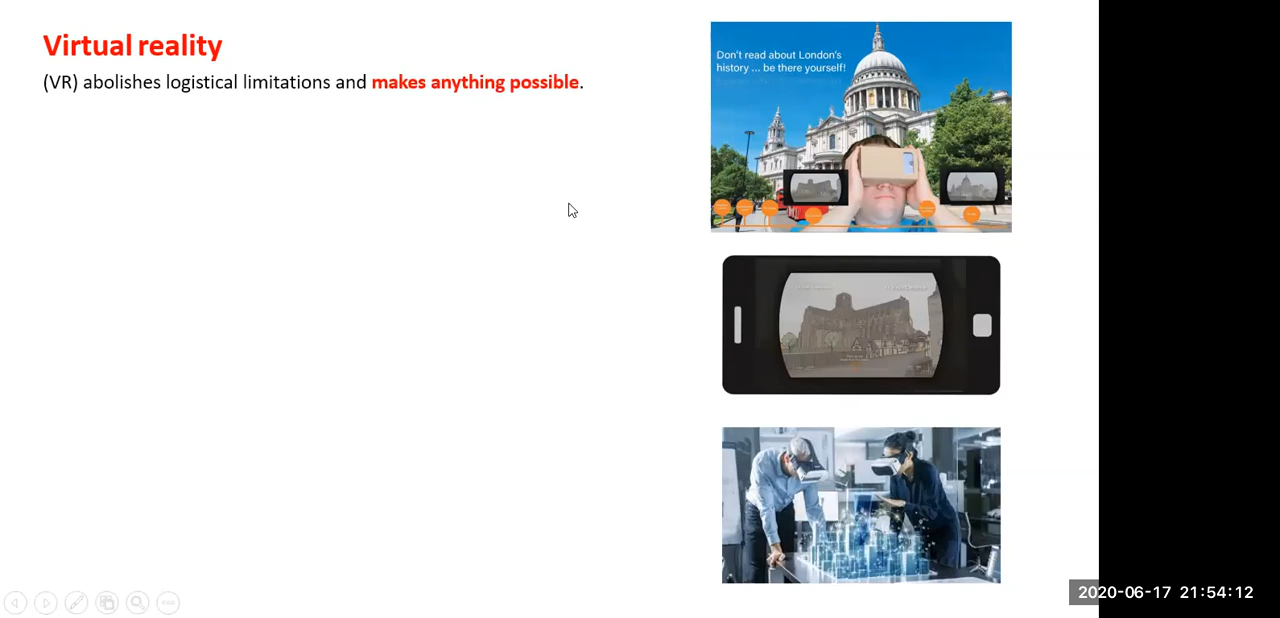 Virtual reality
(VR) abolishes logistical limitations and makes anything possible.
Don't read about London's
history ... be there yourself!
2020-06-17 21:54:12